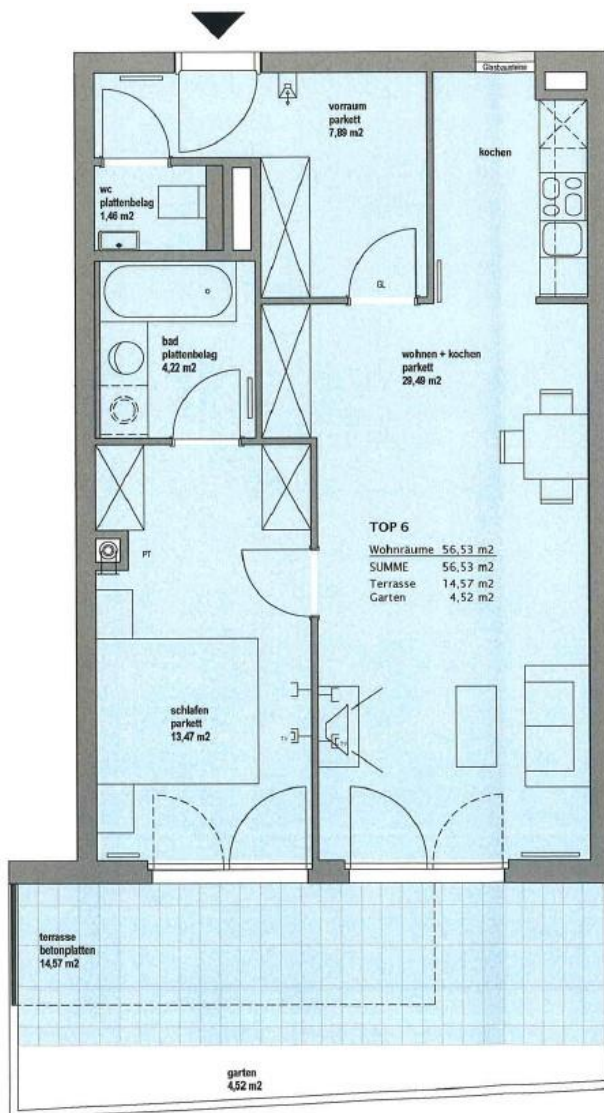 Glasbausteine
vorraum
parkett
7,89 m2
kochen
wc
plattenbelag
1,46 m2
GL
bad
plattenbelag
4,22 m2
wohnen + kochen
parkett
29,49 m2
TOP 6
Wohnräume 56,53 m2
SUMME 56,53 m2
Terrasse 14,57 m2
Garten 4,52 m2
PT
schlafen
parkett
13,47 m2
TV
TV
terrasse
betonplatten
14,57 m2
garten
4,52 m2